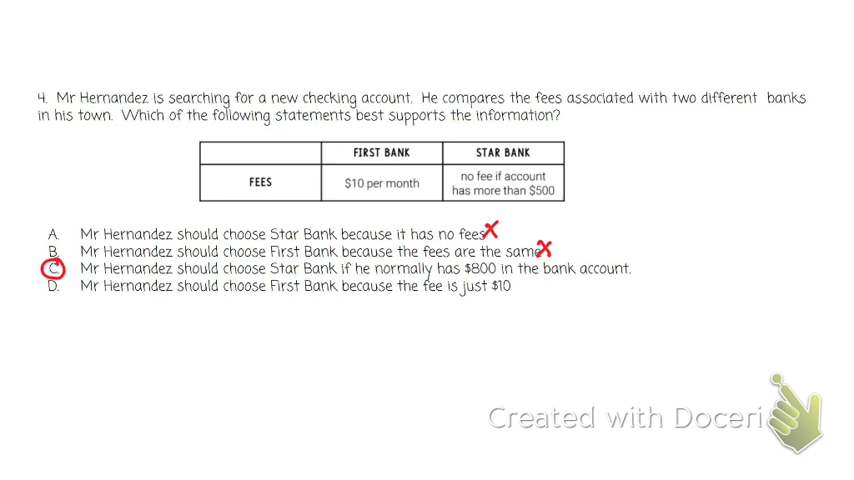 4. Mr Hernandez is searching for a new checking account. He compares the fees associated with two different banks
in his town. Which of the following statements best supports the information?
FIRST BANK STAR BANK
FEES $10 per month no fee if account
has more than $500
A. Mr Hernandez should choose Star Bank because it has no fees X
B. Mr Hernandez should choose First Bank because the fees are the same X
C. Mr Hernandez should choose Star Bank if he normally has $800 in the bank account.
D. Mr Hernandez should choose First Bank because the fee is just $10
Created with Doceri